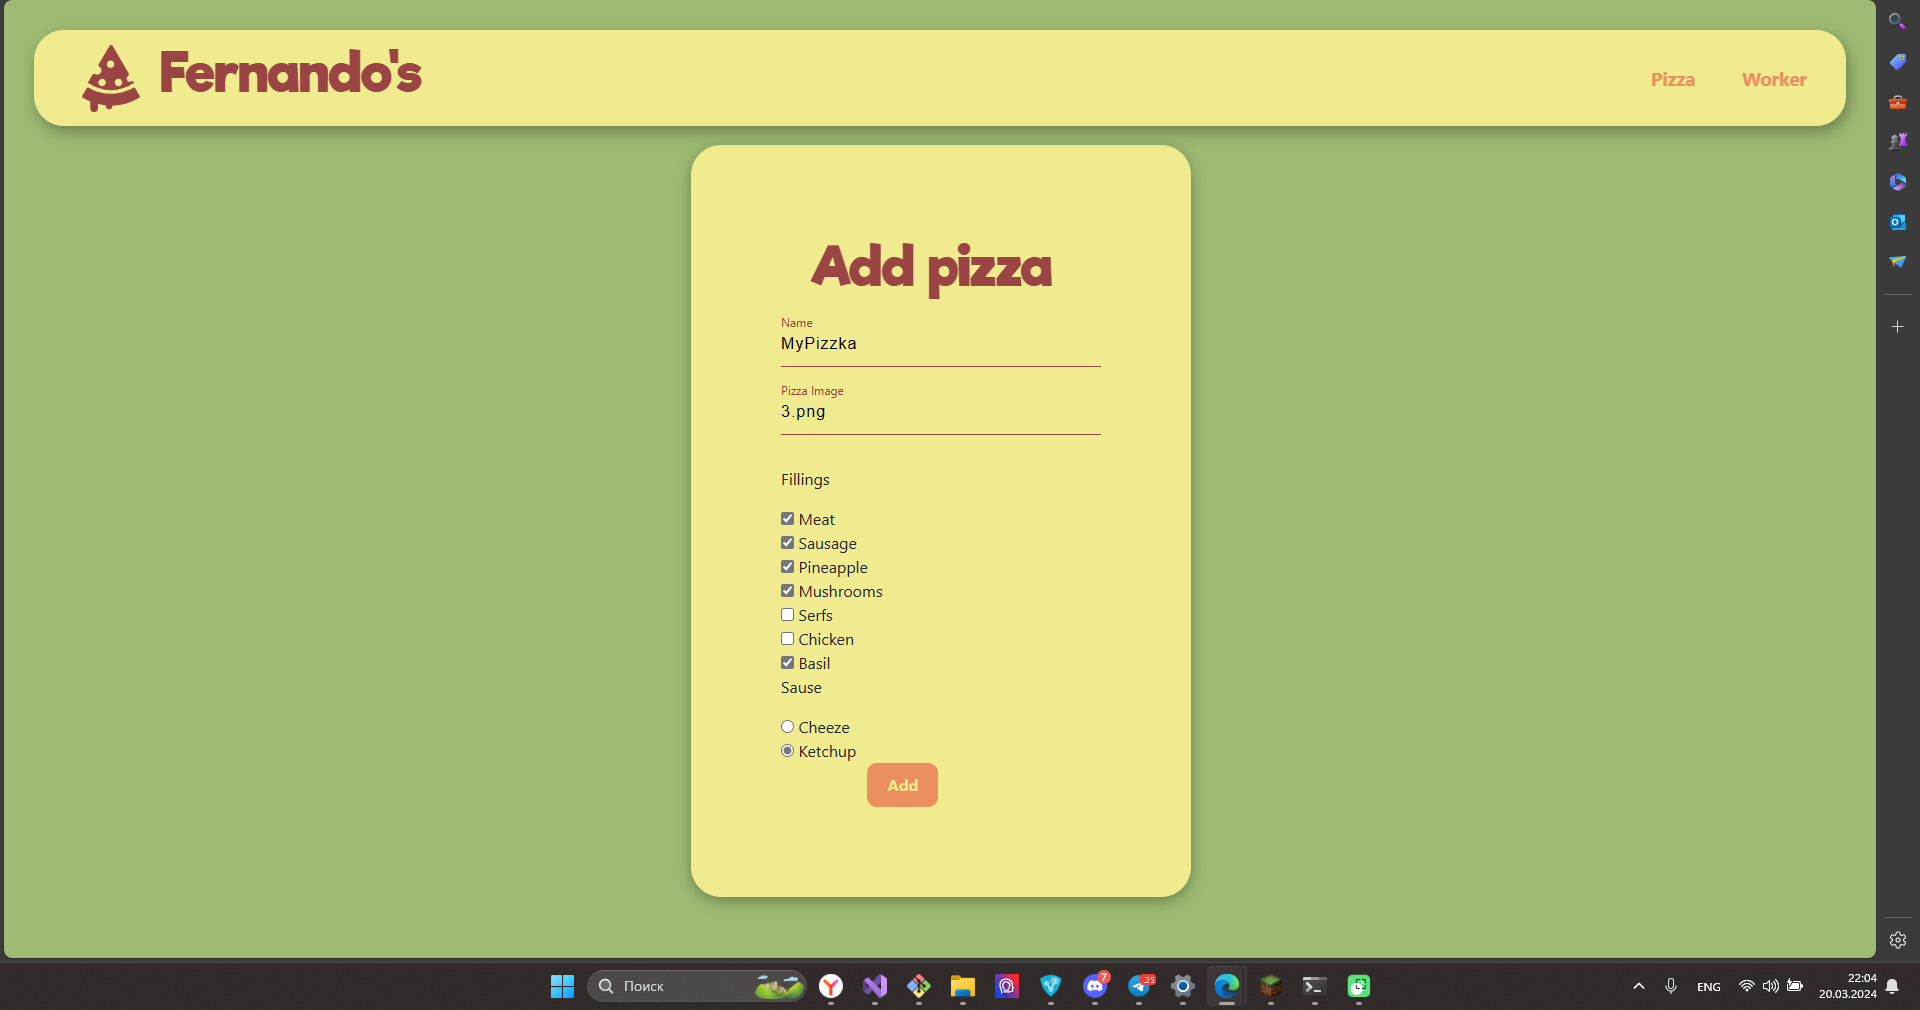 Fernando's
Pizza
Worker
Add pizza
Name
MyPizzka
Pizza Image
3.png
Fillings
Meat
Sausage
Pineapple
Mushrooms
Serfs
Chicken
Basil
Sause
Cheeze
Ketchup
Add
Поиск
7
25
ENG
22:04
20.03.2024